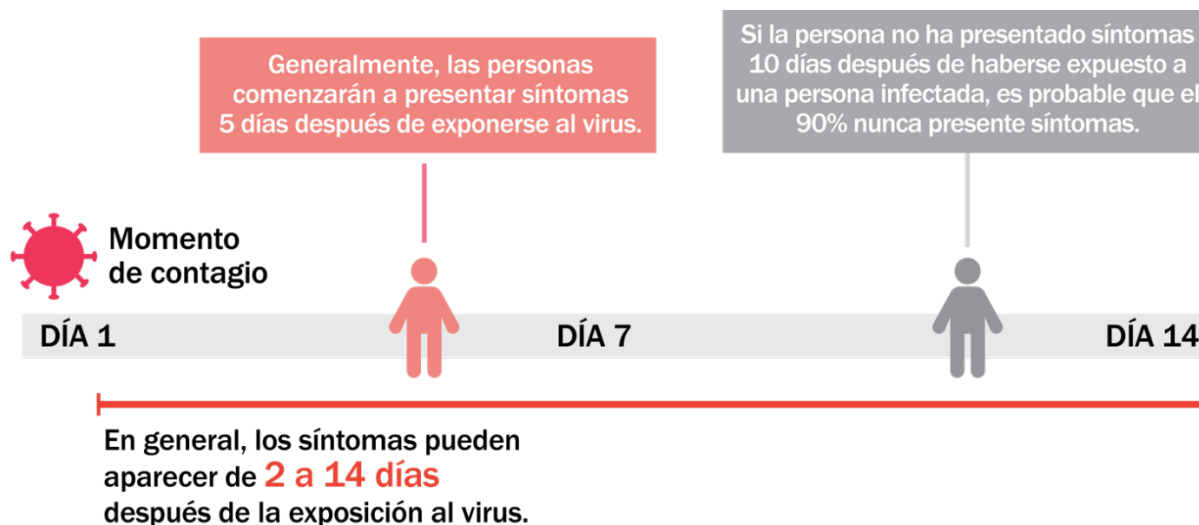 Generalmente, las personas
comenzarán a presentar síntomas
5 días después de exponerse al virus.
Si la persona no ha presentado síntomas
10 días después de haberse expuesto a
una persona infectada, es probable que el
90% nunca presente síntomas.
Momento
de contagio
DÍA 1
DÍA 7
DÍA 14
En general, los síntomas pueden
aparecer de 2 a 14 días
después de la exposición al virus.